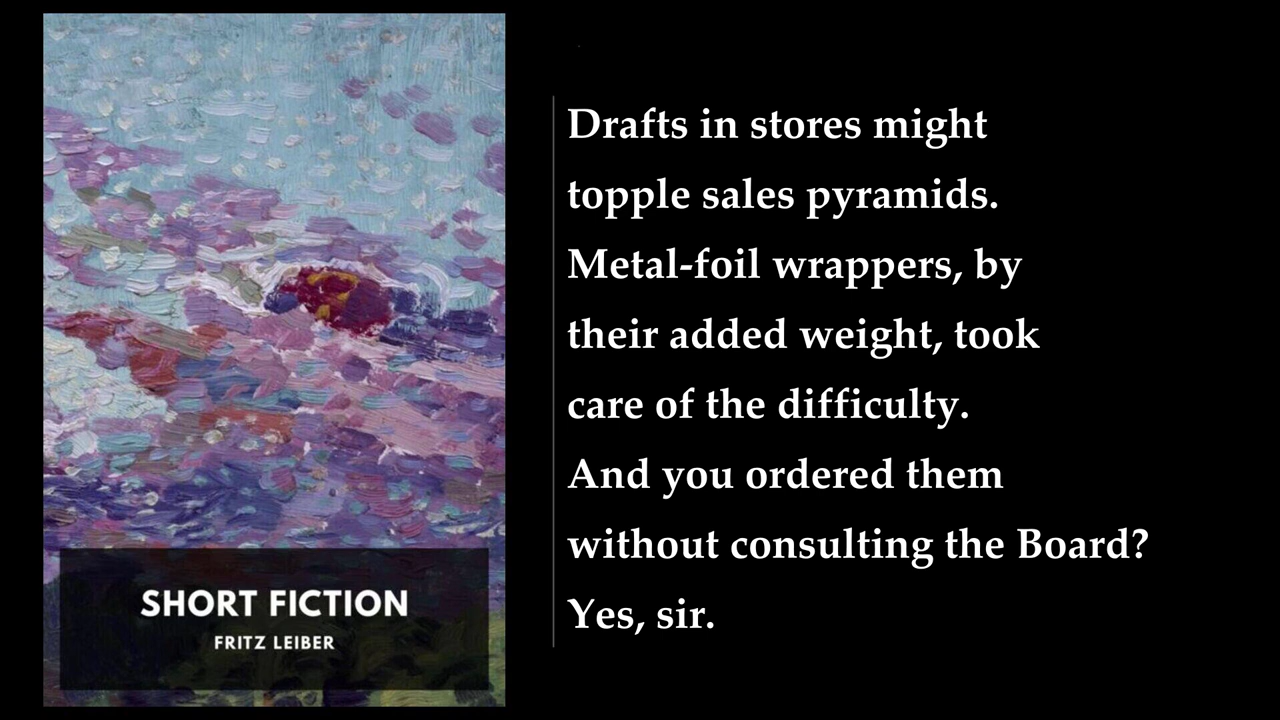 SHORT FICTION
FRITZ LEIBER
Drafts in stores might
topple sales pyramids.
Metal-foil wrappers, by
their added weight, took
care of the difficulty.
And you ordered them
without consulting the Board?
Yes, sir.